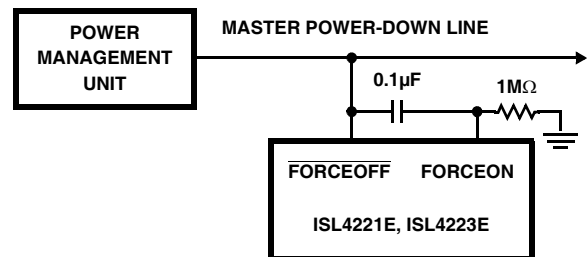 POWER
MANAGEMENT
UNIT
MASTER POWER-DOWN LINE
0.1µF
1MΩ
FORCEOFF FORCEON
ISL4221E, ISL4223E